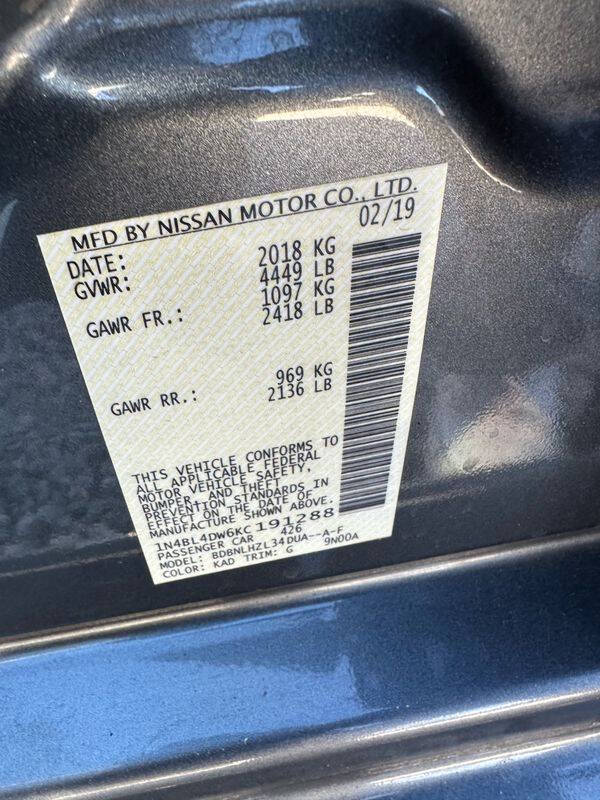 MFD BY NISSAN MOTOR CO., LTD.
DATE: 02/19
GVWR: 2018 KG
4449 LB
GAWR FR.: 1097 KG
2418 LB
GAWR RR.: 969 KG
2136 LB
THIS VEHICLE CONFORMS TO
ALL APPLICABLE FEDERAL
MOTOR VEHICLE SAFETY,
BUMPER, AND THEFT
PREVENTION STANDARDS IN
EFFECT ON THE DATE OF
MANUFACTURE SHOWN ABOVE.
1N4BL4DW6KC191288
PASSENGER CAR 426
MODEL: BDBNLHZL34DUA--A-F
COLOR: KAD TRIM: G 9N00A